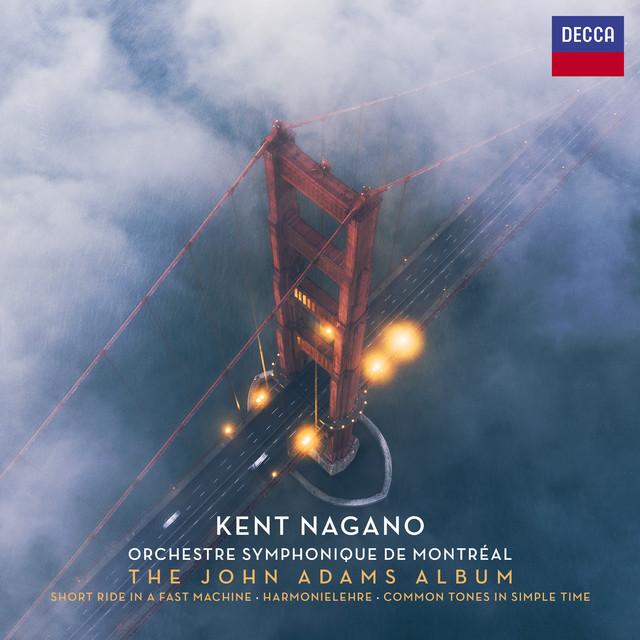 DECCA
KENT NAGANO
ORCHESTRE SYMPHONIQUE DE MONTRÉAL
THE JOHN ADAMS ALBUM
SHORT RIDE IN A FAST MACHINE · HARMONIELEHRE · COMMON TONES IN SIMPLE TIME